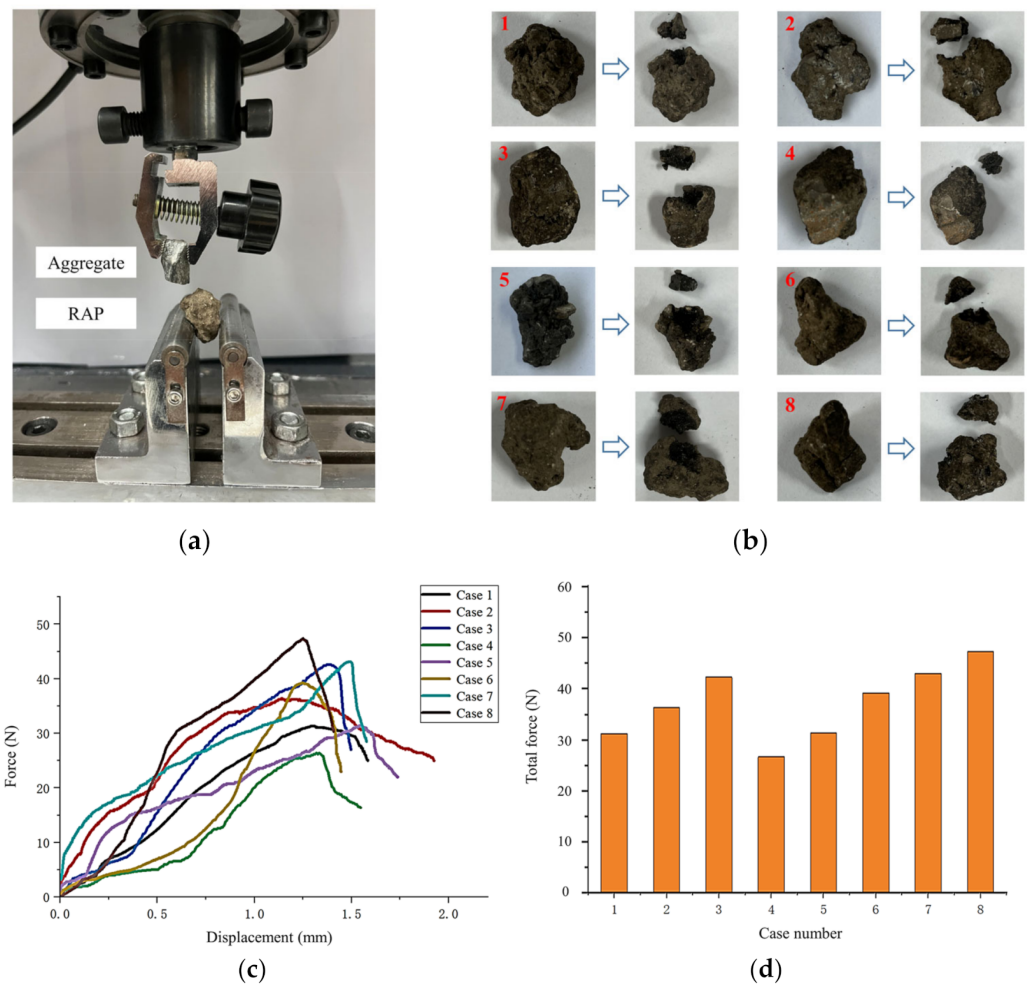 Aggregate
RAP
(a)
1
2
3
4
5
6
7
8
(b)
Case 1
Case 2
Case 3
Case 4
Case 5
Case 6
Case 7
Case 8
50
40
30
20
10
0
0.0
0.5
1.0
1.5
2.0
Force (N)
Displacement (mm)
(c)
60
50
40
30
20
10
0
1
2
3
4
5
6
7
8
Total force (N)
Case number
(d)